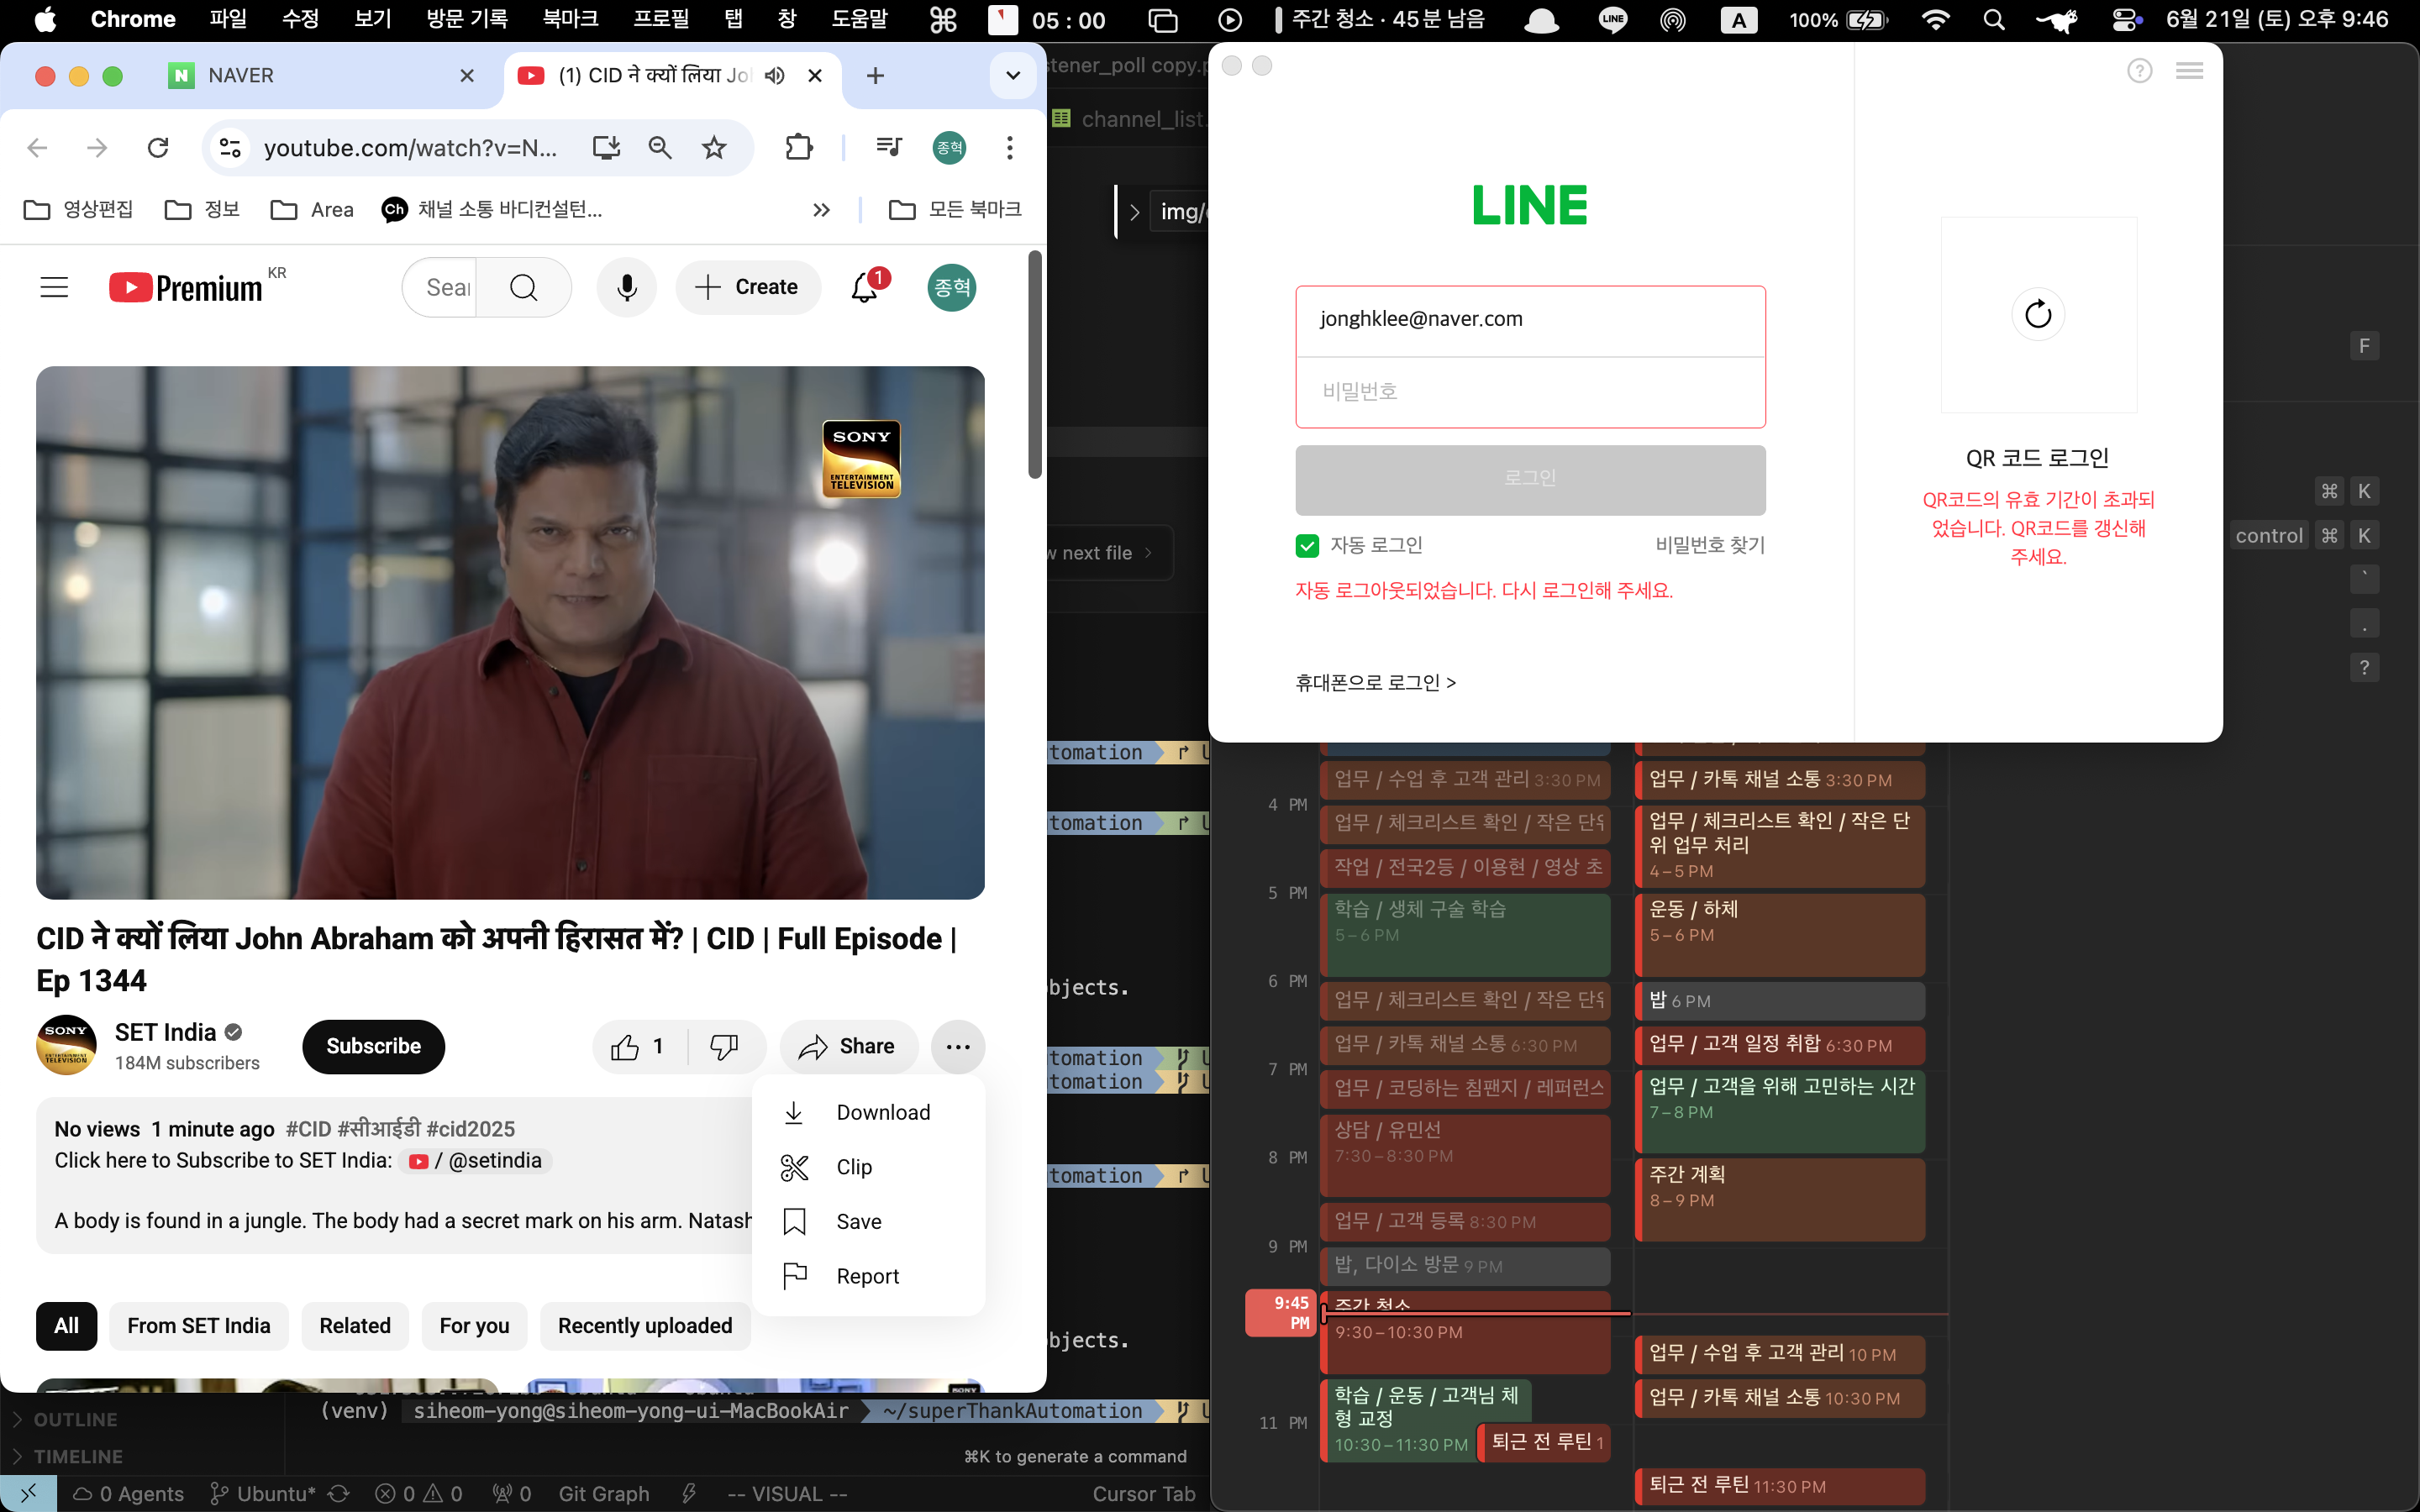 Chrome 파일 수정 보기 방문 기록 북마크 프로필 탭 창 도움말 05 : 00 주간 청소 · 45분 남음 LINE A 100% 6월 21일 (토) 오후 9:46
N NAVER
(1) CID ने क्यों लिया Jo
youtube.com/watch?v=N...
종혁
영상편집 정보 Area Ch 채널 소통 바디컨설턴... 모든 북마크
Premium KR
Sear
Create
1
종혁
SONY
ENTERTAINMENT
TELEVISION
CID ने क्यों लिया John Abraham को अपनी हिरासत में? | CID | Full Episode |
Ep 1344
SONY
ENTERTAINMENT
TELEVISION
SET India
184M subscribers
Subscribe
1
Share
No views 1 minute ago #CID #सीआईडी #cid2025
Click here to Subscribe to SET India: / @setindia
A body is found in a jungle. The body had a secret mark on his arm. Natash
Download
Clip
Save
Report
All From SET India Related For you Recently uploaded
SONY
stener_poll copy.p
channel_list.
img/
w next file
tomation
tomation
bjects.
tomation
tomation
tomation
bjects.
(venv) siheom-yong@siheom-yong-ui-MacBookAir ~/superThankAutomation
⌘K to generate a command
OUTLINE
TIMELINE
0 Agents Ubuntu* 0 0 0 Git Graph -- VISUAL -- Cursor Tab
LINE
jonghklee@naver.com
비밀번호
로그인
자동 로그인
비밀번호 찾기
자동 로그아웃되었습니다. 다시 로그인해 주세요.
휴대폰으로 로그인 >
?
QR 코드 로그인
QR코드의 유효 기간이 초과되
었습니다. QR코드를 갱신해
주세요.
F
⌘ K
control ⌘ K
`
.
?
4 PM
5 PM
6 PM
7 PM
8 PM
9 PM
9:45
PM
11 PM
업무 / 수업 후 고객 관리 3:30 PM
업무 / 체크리스트 확인 / 작은 단위
작업 / 전국2등 / 이용현 / 영상 초
학습 / 생체 구술 학습
5 – 6 PM
업무 / 체크리스트 확인 / 작은 단위
업무 / 카톡 채널 소통 6:30 PM
업무 / 코딩하는 침팬지 / 레퍼런스
상담 / 유민선
7:30 – 8:30 PM
업무 / 고객 등록 8:30 PM
밥, 다이소 방문 9 PM
주간 청소
9:30 – 10:30 PM
학습 / 운동 / 고객님 체
형 교정
10:30 – 11:30 PM
퇴근 전 루틴 1
업무 / 카톡 채널 소통 3:30 PM
업무 / 체크리스트 확인 / 작은 단
위 업무 처리
4 – 5 PM
운동 / 하체
5 – 6 PM
밥 6 PM
업무 / 고객 일정 취합 6:30 PM
업무 / 고객을 위해 고민하는 시간
7 – 8 PM
주간 계획
8 – 9 PM
업무 / 수업 후 고객 관리 10 PM
업무 / 카톡 채널 소통 10:30 PM
퇴근 전 루틴 11:30 PM